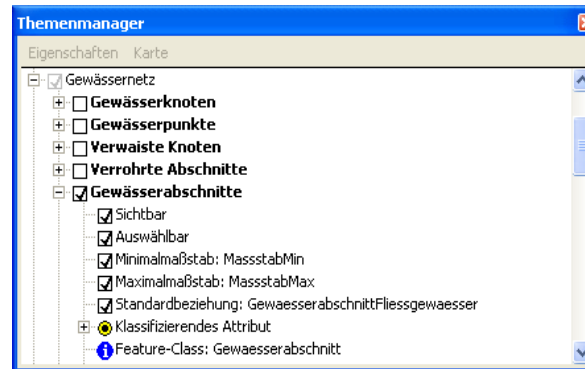 Themenmanager
Eigenschaften Karte
Gewässernetz
Gewässerknoten
Gewässerpunkte
Verwaiste Knoten
Verrohrte Abschnitte
Gewässerabschnitte
Sichtbar
Auswählbar
Minimalmaßstab: MassstabMin
Maximalmaßstab: MassstabMax
Standardbeziehung: GewaesserabschnittFliessgewaesser
Klassifizierendes Attribut
Feature-Class: Gewaesserabschnitt